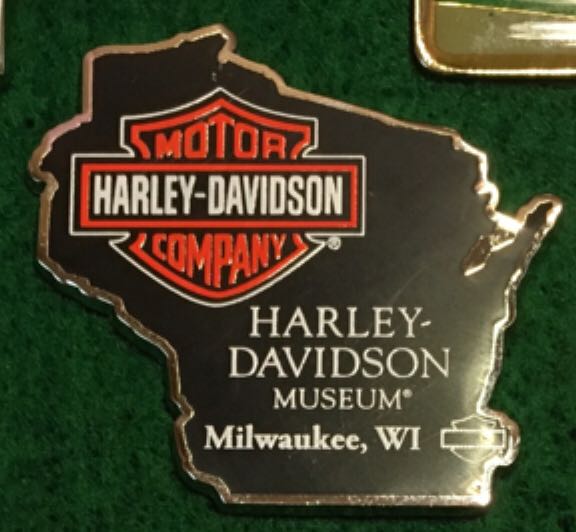 MOTOR
HARLEY-DAVIDSON
COMPANY®
HARLEY-
DAVIDSON
MUSEUM®
Milwaukee, WI